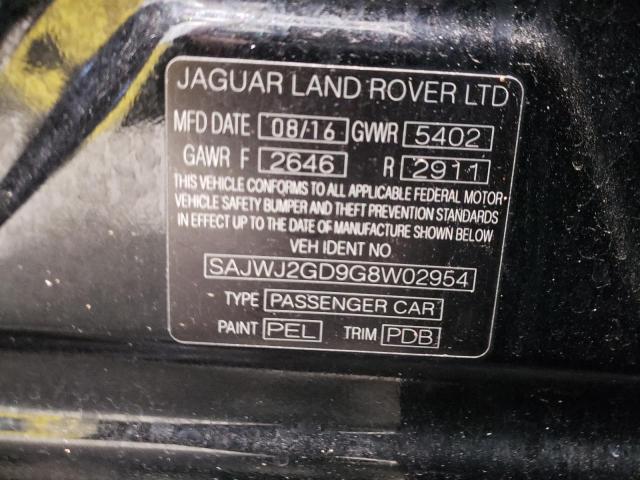 JAGUAR LAND ROVER LTD
MFD DATE 08/16 GVWR 5402
GAWR F 2646 R 2911
THIS VEHICLE CONFORMS TO ALL APPLICABLE FEDERAL MOTOR
VEHICLE SAFETY BUMPER AND THEFT PREVENTION STANDARDS
IN EFFECT UP TO THE DATE OF MANUFACTURE SHOWN BELOW
VEH IDENT NO
SAJWJ2GD9G8W02954
TYPE PASSENGER CAR
PAINT PEL TRIM PDB